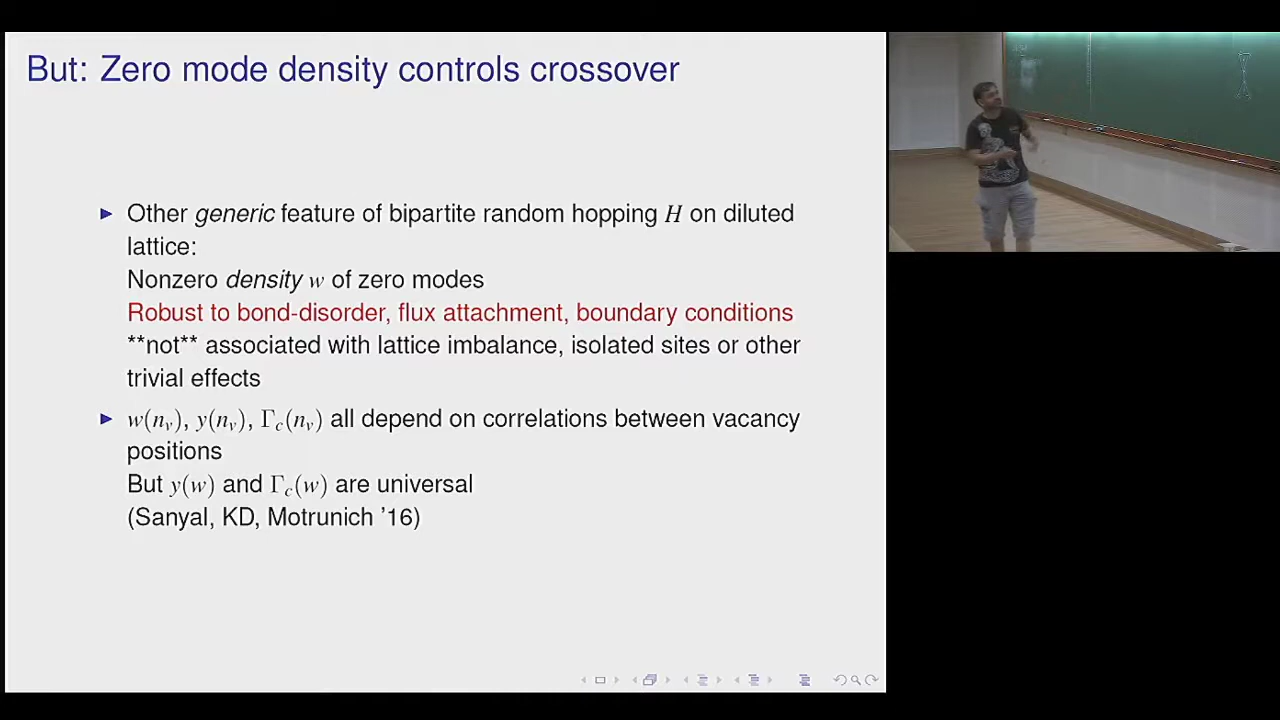 But: Zero mode density controls crossover
Other generic feature of bipartite random hopping H on diluted
lattice:
Nonzero density w of zero modes
Robust to bond-disorder, flux attachment, boundary conditions
**not** associated with lattice imbalance, isolated sites or other
trivial effects
w(nᵥ), y(nᵥ), Γc(nᵥ) all depend on correlations between vacancy
positions
But y(w) and Γc(w) are universal
(Sanyal, KD, Motrunich '16)